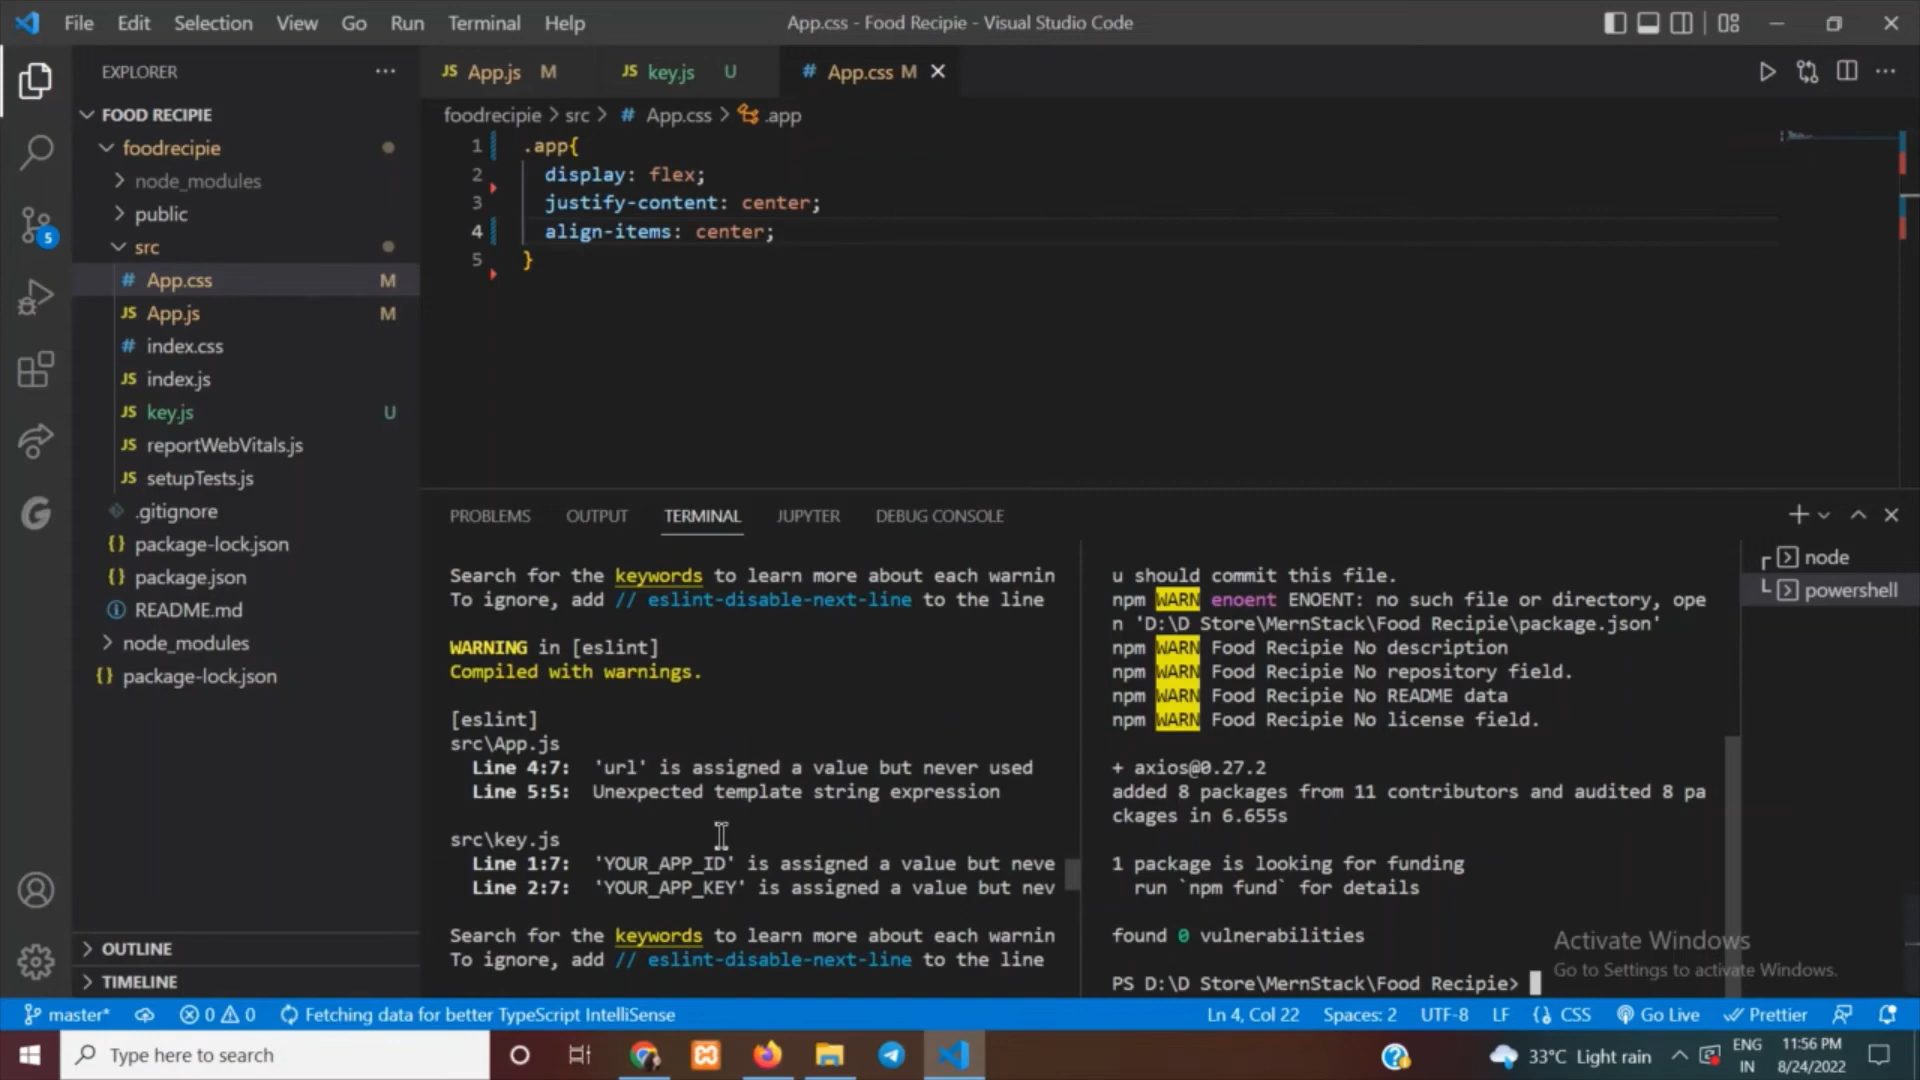 File Edit Selection View Go Run Terminal Help
App.css - Food Recipie - Visual Studio Code
EXPLORER
FOOD RECIPIE
foodrecipie
node_modules
public
src
# App.css M
JS App.js M
# index.css
JS index.js
JS key.js U
JS reportWebVitals.js
JS setupTests.js
.gitignore
{} package-lock.json
{} package.json
README.md
node_modules
{} package-lock.json
OUTLINE
TIMELINE
5
JS App.js M
JS key.js U
# App.css M
foodrecipie > src > # App.css > .app
1 .app{
2 display: flex;
3 justify-content: center;
4 align-items: center;
5 }
PROBLEMS OUTPUT TERMINAL JUPYTER DEBUG CONSOLE
Search for the keywords to learn more about each warnin
To ignore, add // eslint-disable-next-line to the line
WARNING in [eslint]
Compiled with warnings.
[eslint]
src\App.js
Line 4:7: 'url' is assigned a value but never used
Line 5:5: Unexpected template string expression
src\key.js
Line 1:7: 'YOUR_APP_ID' is assigned a value but neve
Line 2:7: 'YOUR_APP_KEY' is assigned a value but nev
Search for the keywords to learn more about each warnin
To ignore, add // eslint-disable-next-line to the line
u should commit this file.
npm WARN enoent ENOENT: no such file or directory, ope
n 'D:\D Store\MernStack\Food Recipie\package.json'
npm WARN Food Recipie No description
npm WARN Food Recipie No repository field.
npm WARN Food Recipie No README data
npm WARN Food Recipie No license field.
+ axios@0.27.2
added 8 packages from 11 contributors and audited 8 pa
ckages in 6.655s
1 package is looking for funding
run `npm fund` for details
found 0 vulnerabilities
PS D:\D Store\MernStack\Food Recipie>
node
powershell
Activate Windows
Go to Settings to activate Windows.
master* 0 0 Fetching data for better TypeScript IntelliSense
Ln 4, Col 22 Spaces: 2 UTF-8 LF CSS Go Live Prettier
Type here to search
33°C Light rain
ENG
IN
11:56 PM
8/24/2022